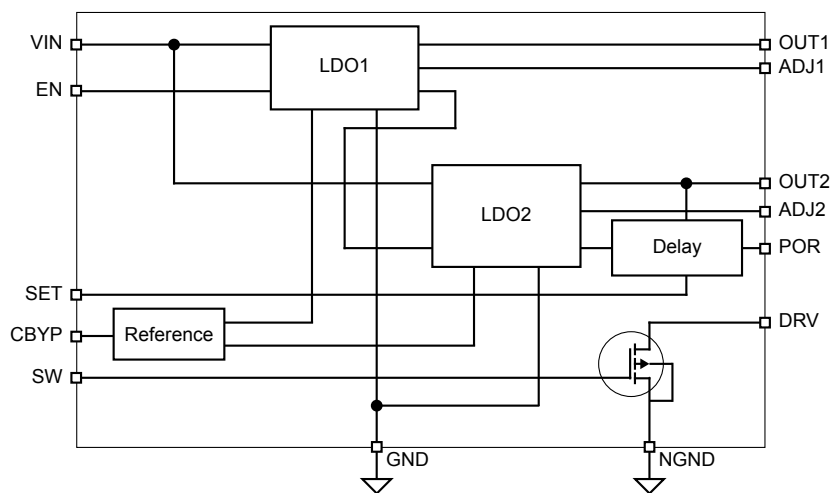 VIN
OUT1
LDO1
ADJ1
EN
OUT2
LDO2
ADJ2
Delay
POR
SET
DRV
CBYP
Reference
SW
GND
NGND